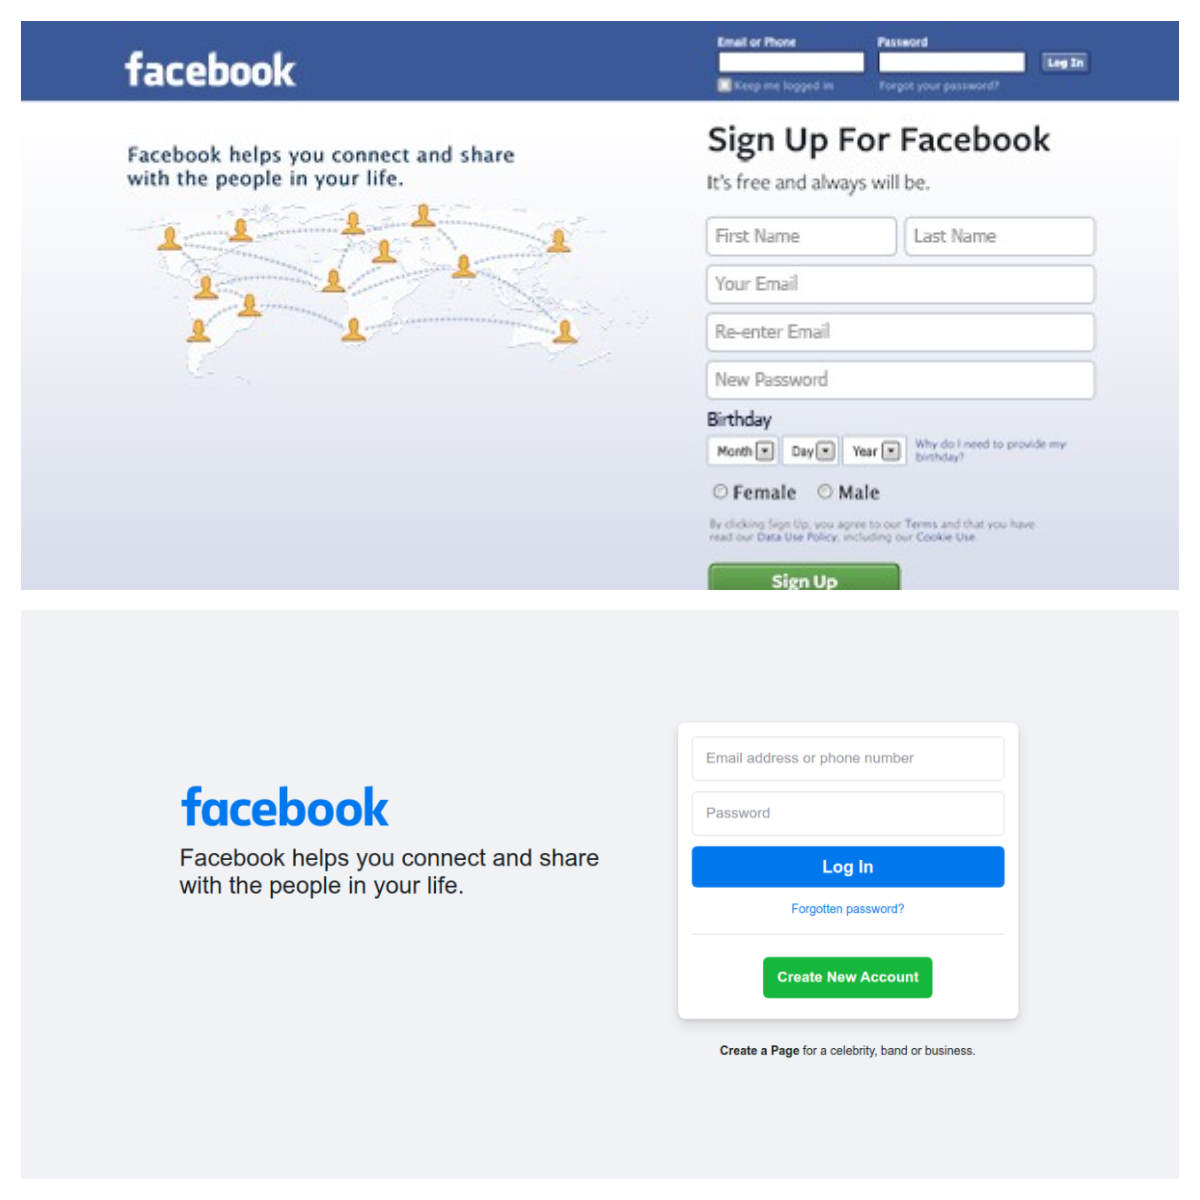 facebook
Email or Phone
Password
Log In
Keep me logged in
Forgot your password?
Facebook helps you connect and share
with the people in your life.
Sign Up For Facebook
It's free and always will be.
First Name
Last Name
Your Email
Re-enter Email
New Password
Birthday
Month
Day
Year
Why do I need to provide my
birthday?
Female
Male
By clicking Sign Up, you agree to our Terms and that you have
read our Data Use Policy, including our Cookie Use.
Sign Up
facebook
Facebook helps you connect and share
with the people in your life.
Email address or phone number
Password
Log In
Forgotten password?
Create New Account
Create a Page for a celebrity, band or business.